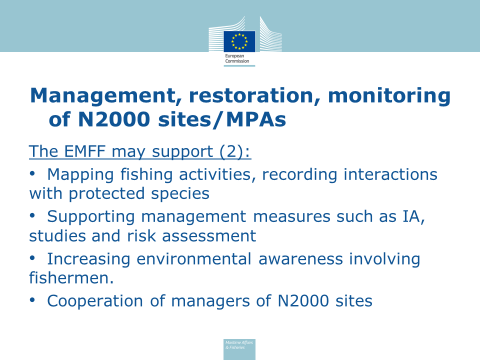 European
Commission
Management, restoration, monitoring
of N2000 sites/MPAs
The EMFF may support (2):
• Mapping fishing activities, recording interactions
with protected species
• Supporting management measures such as IA,
studies and risk assessment
• Increasing environmental awareness involving
fishermen.
• Cooperation of managers of N2000 sites